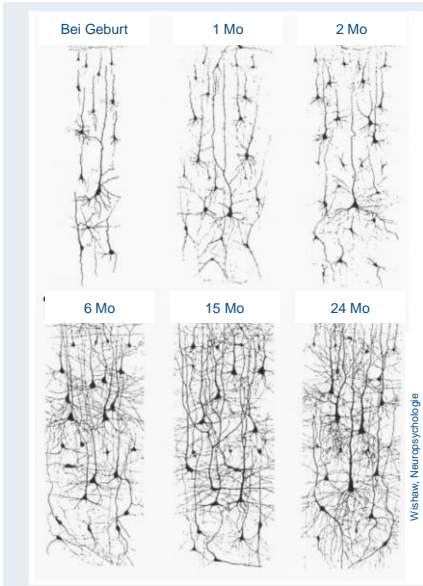 Bei Geburt
1 Mo
2 Mo
6 Mo
15 Mo
24 Mo
Wishaw, Neuropsychologie